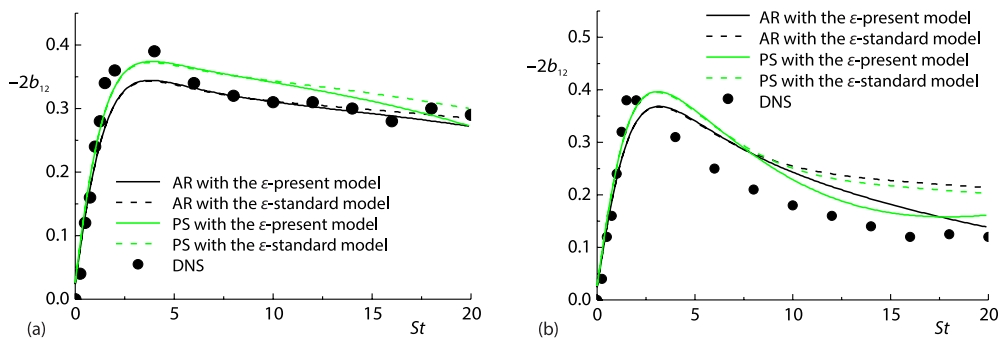 0.4
−2b₁₂
0.3
0.2
0.1
0.0
AR with the ε-present model
AR with the ε-standard model
PS with the ε-present model
PS with the ε-standard model
DNS
0 5 10 15 20
(a) St
0.5
−2b₁₂
0.4
0.3
0.2
0.1
0.0
AR with the ε-present model
AR with the ε-standard model
PS with the ε-present model
PS with the ε-standard model
DNS
0 5 10 15 20
(b) St